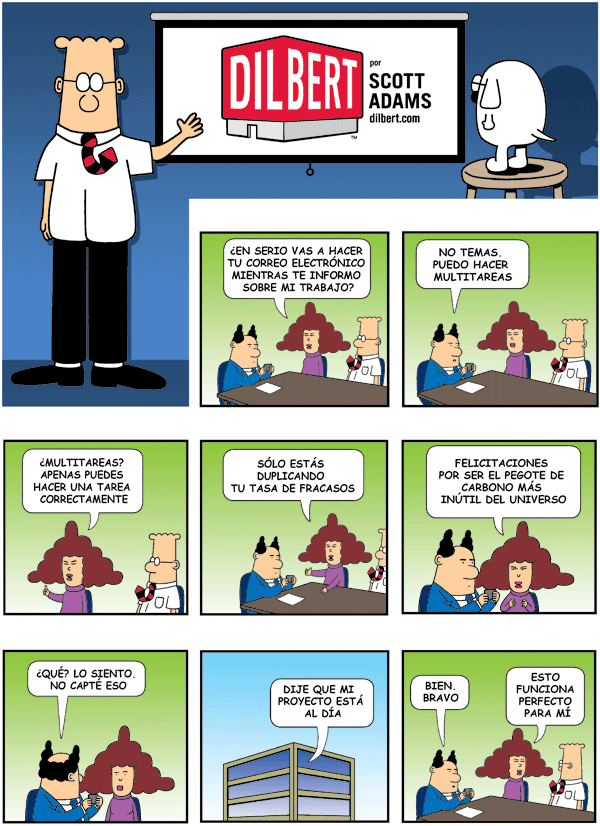 DILBERT
™
por
SCOTT
ADAMS
dilbert.com
¿EN SERIO VAS A HACER
TU CORREO ELECTRÓNICO
MIENTRAS TE INFORMO
SOBRE MI TRABAJO?
NO TEMAS.
PUEDO HACER
MULTITAREAS
¿MULTITAREAS?
APENAS PUEDES
HACER UNA TAREA
CORRECTAMENTE
SÓLO ESTÁS
DUPLICANDO
TU TASA DE FRACASOS
FELICITACIONES
POR SER EL PEGOTE DE
CARBONO MÁS
INÚTIL DEL UNIVERSO
¿QUÉ? LO SIENTO.
NO CAPTÉ ESO
DIJE QUE MI
PROYECTO ESTÁ
AL DÍA
BIEN.
BRAVO
ESTO
FUNCIONA
PERFECTO
PARA MÍ